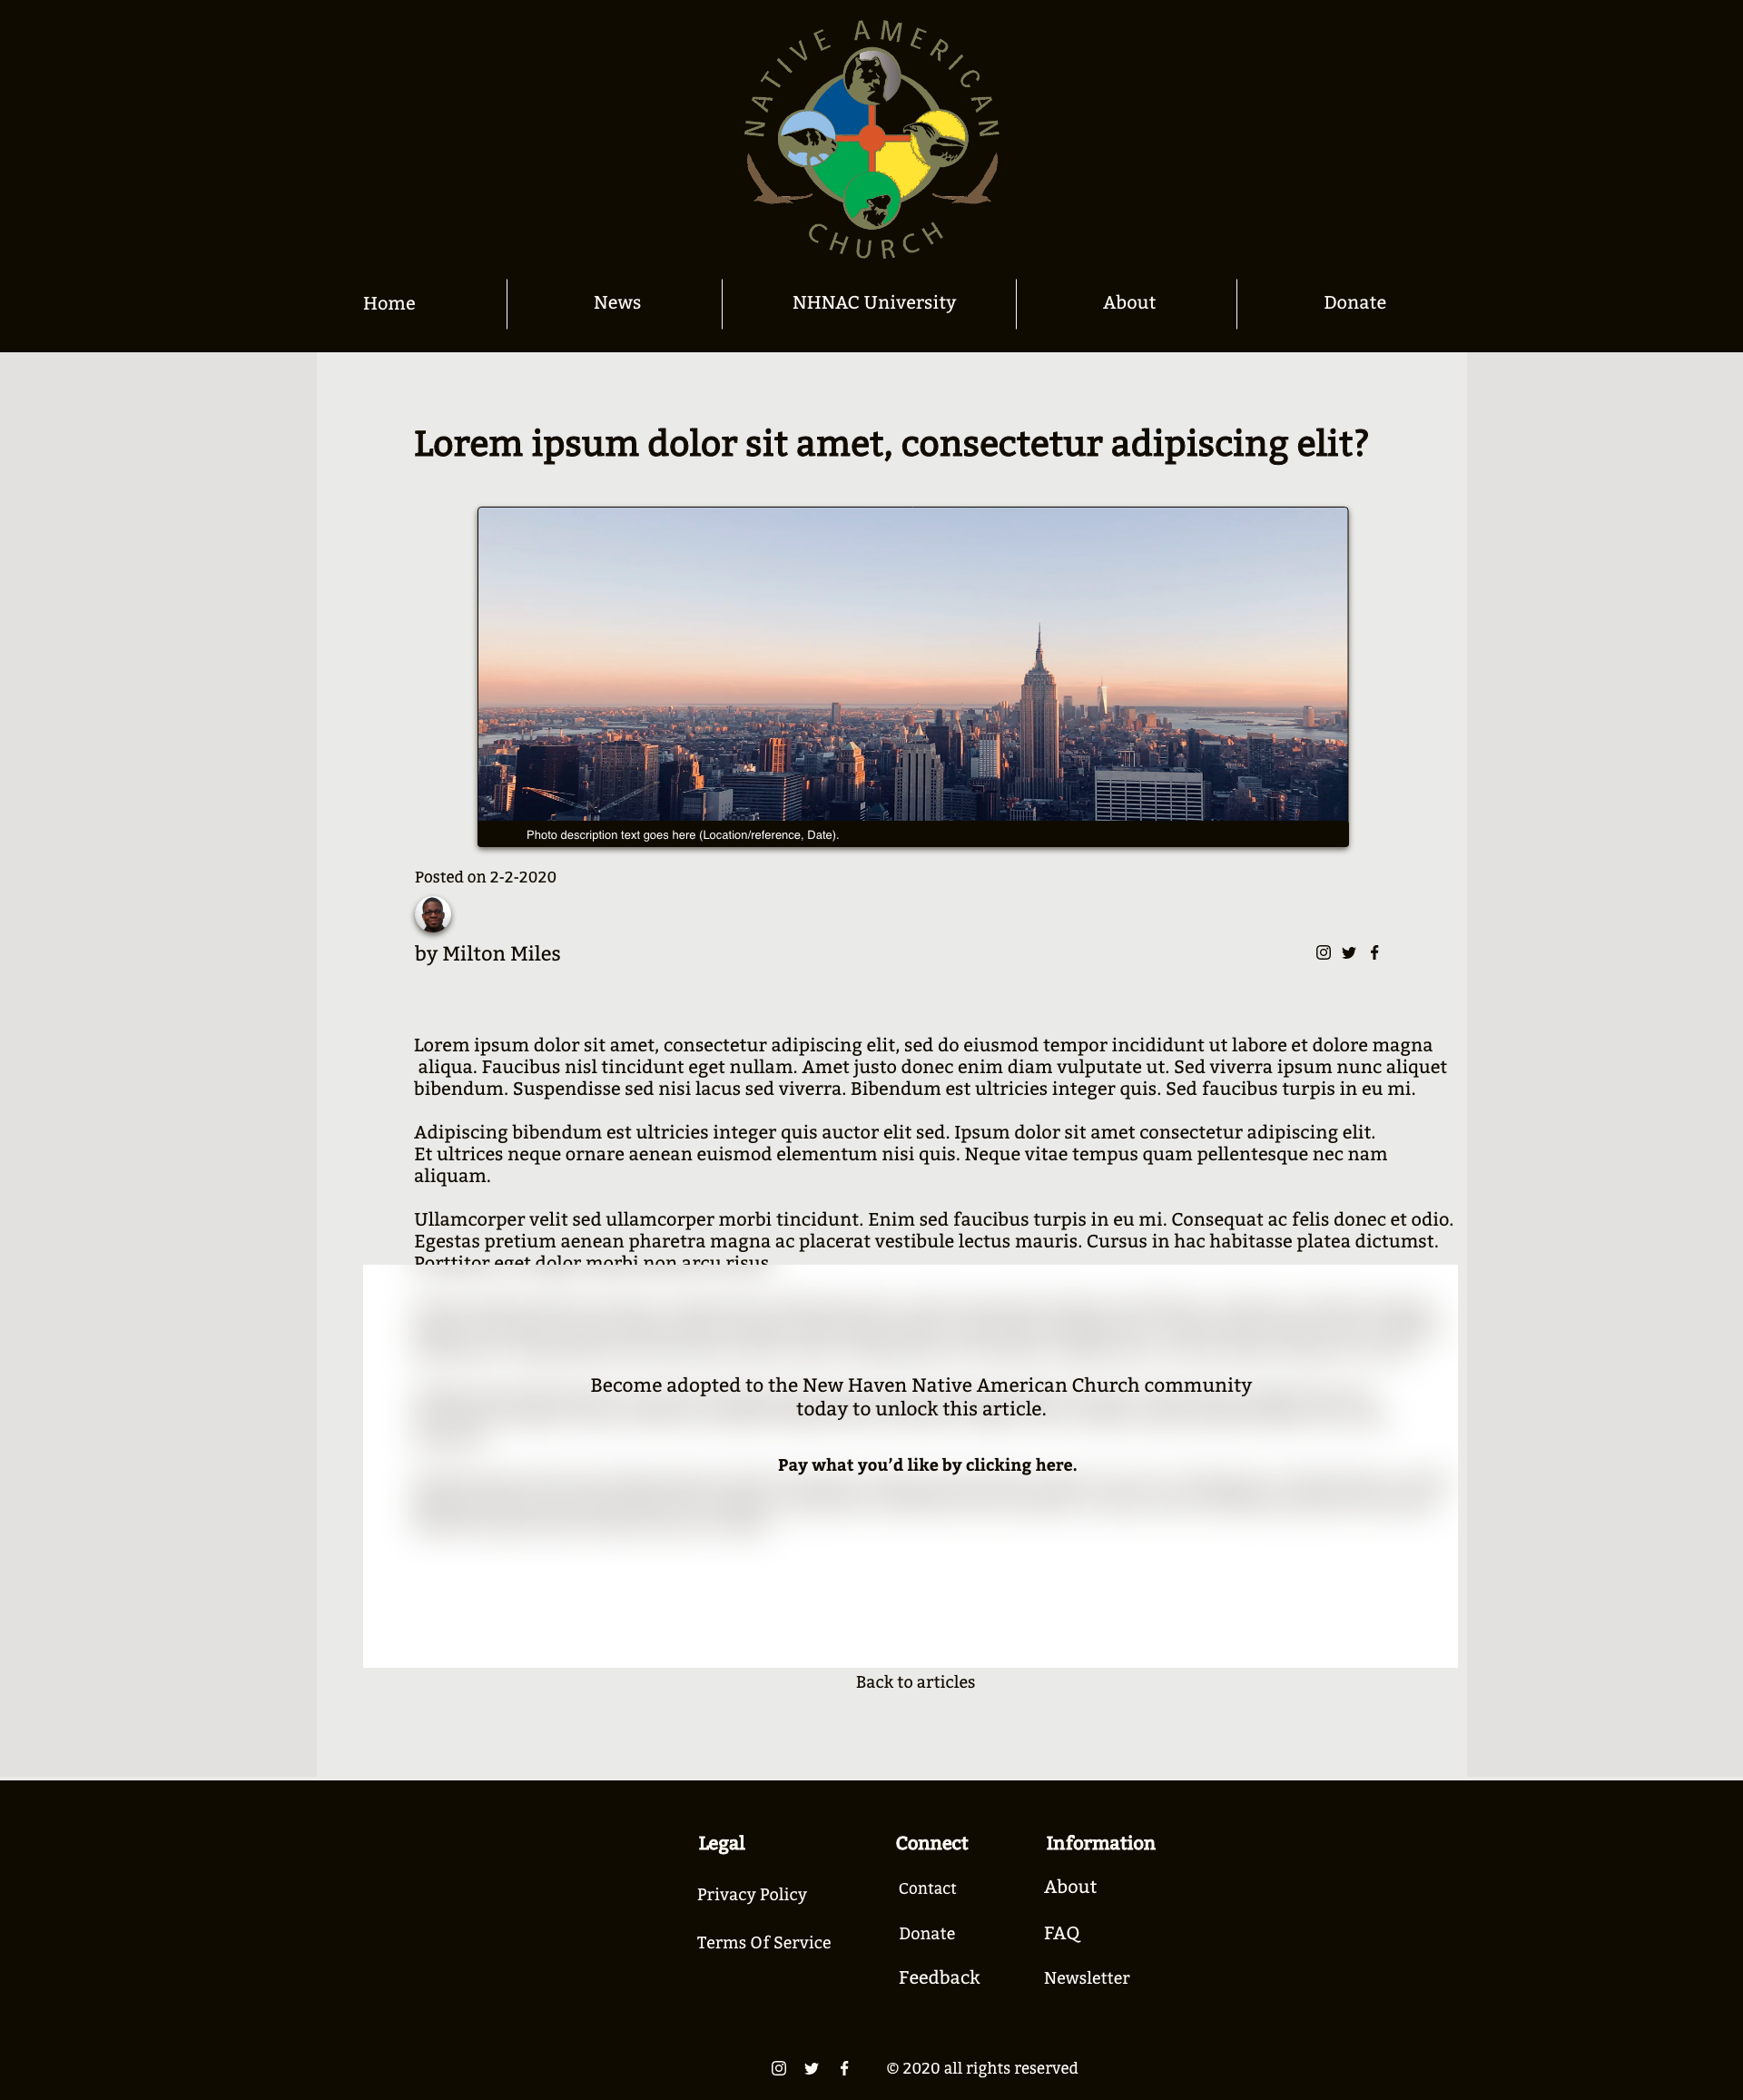 NATIVE AMERICAN
CHURCH
Home
News
NHNAC University
About
Donate
Lorem ipsum dolor sit amet, consectetur adipiscing elit?
Photo description text goes here (Location/reference, Date).
Posted on 2-2-2020
by Milton Miles
Lorem ipsum dolor sit amet, consectetur adipiscing elit, sed do eiusmod tempor incididunt ut labore et dolore magna
aliqua. Faucibus nisl tincidunt eget nullam. Amet justo donec enim diam vulputate ut. Sed viverra ipsum nunc aliquet
bibendum. Suspendisse sed nisi lacus sed viverra. Bibendum est ultricies integer quis. Sed faucibus turpis in eu mi.
Adipiscing bibendum est ultricies integer quis auctor elit sed. Ipsum dolor sit amet consectetur adipiscing elit.
Et ultrices neque ornare aenean euismod elementum nisi quis. Neque vitae tempus quam pellentesque nec nam
aliquam.
Ullamcorper velit sed ullamcorper morbi tincidunt. Enim sed faucibus turpis in eu mi. Consequat ac felis donec et odio.
Egestas pretium aenean pharetra magna ac placerat vestibule lectus mauris. Cursus in hac habitasse platea dictumst.
Porttitor eget dolor morbi non arcu risus
Become adopted to the New Haven Native American Church community
today to unlock this article.
Pay what you’d like by clicking here.
Back to articles
Legal
Privacy Policy
Terms Of Service
Connect
Contact
Donate
Feedback
Information
About
FAQ
Newsletter
© 2020 all rights reserved